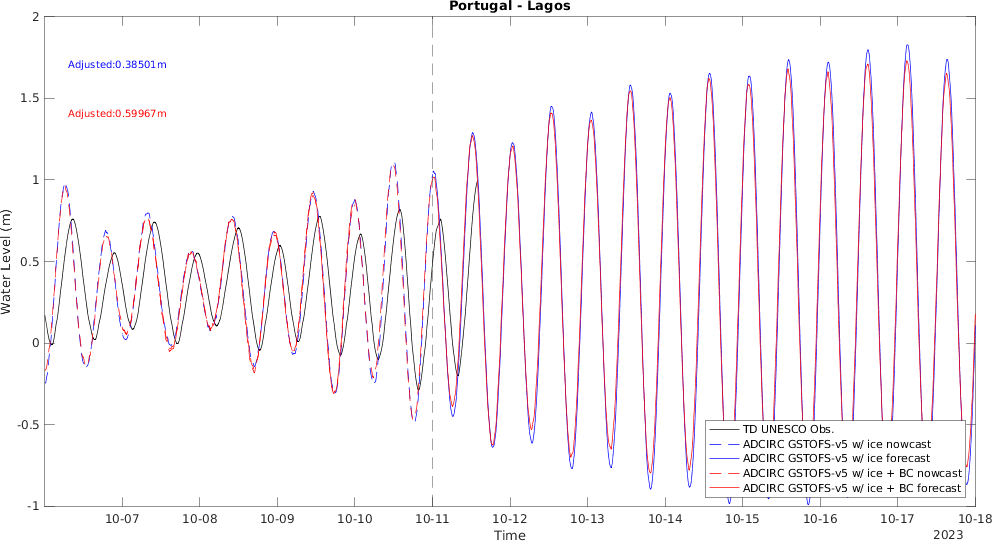 Portugal - Lagos
2
1.5
1
0.5
0
-0.5
-1
Water Level (m)
Adjusted:0.38501m
Adjusted:0.59967m
TD UNESCO Obs.
ADCIRC GSTOFS-v5 w/ ice nowcast
ADCIRC GSTOFS-v5 w/ ice forecast
ADCIRC GSTOFS-v5 w/ ice + BC nowcast
ADCIRC GSTOFS-v5 w/ ice + BC forecast
10-07 10-08 10-09 10-10 10-11 10-12 10-13 10-14 10-15 10-16 10-17 10-18
Time
2023